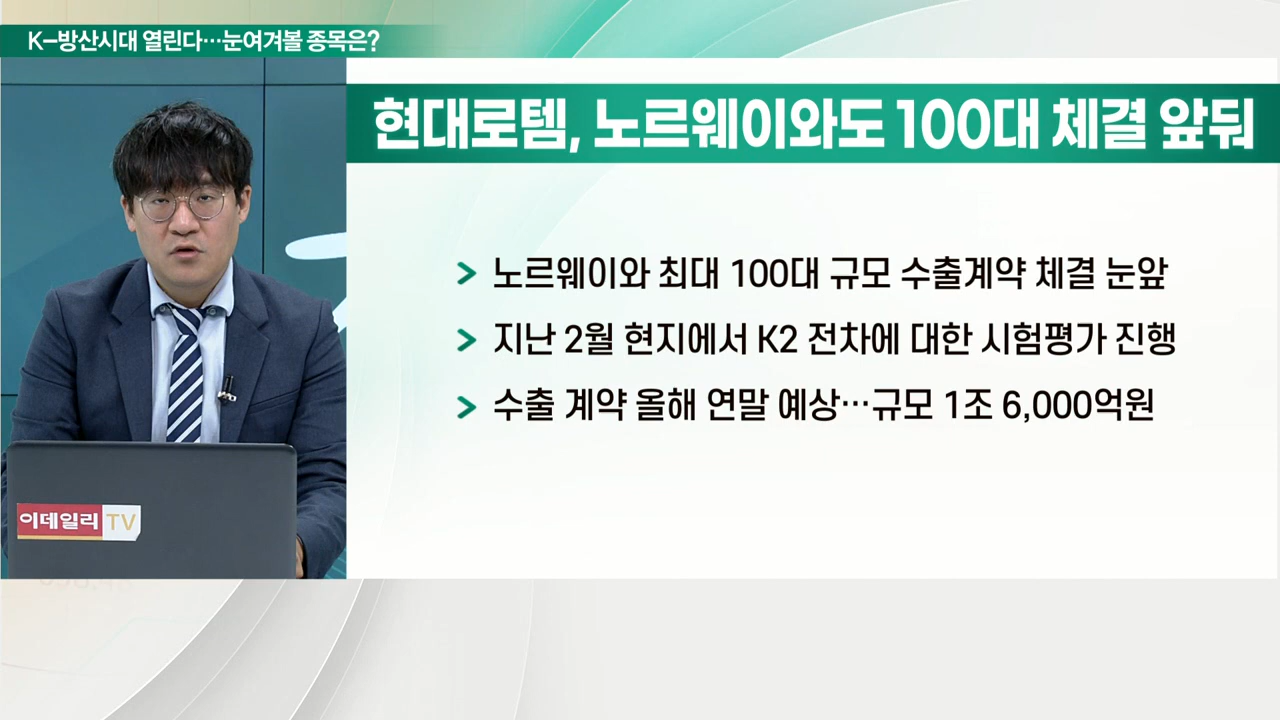 K-방산시대 열린다…눈여겨볼 종목은?
현대로템, 노르웨이와도 100대 체결 앞둬
> 노르웨이와 최대 100대 규모 수출계약 체결 눈앞
> 지난 2월 현지에서 K2 전차에 대한 시험평가 진행
> 수출 계약 올해 연말 예상…규모 1조 6,000억원
이데일리 TV